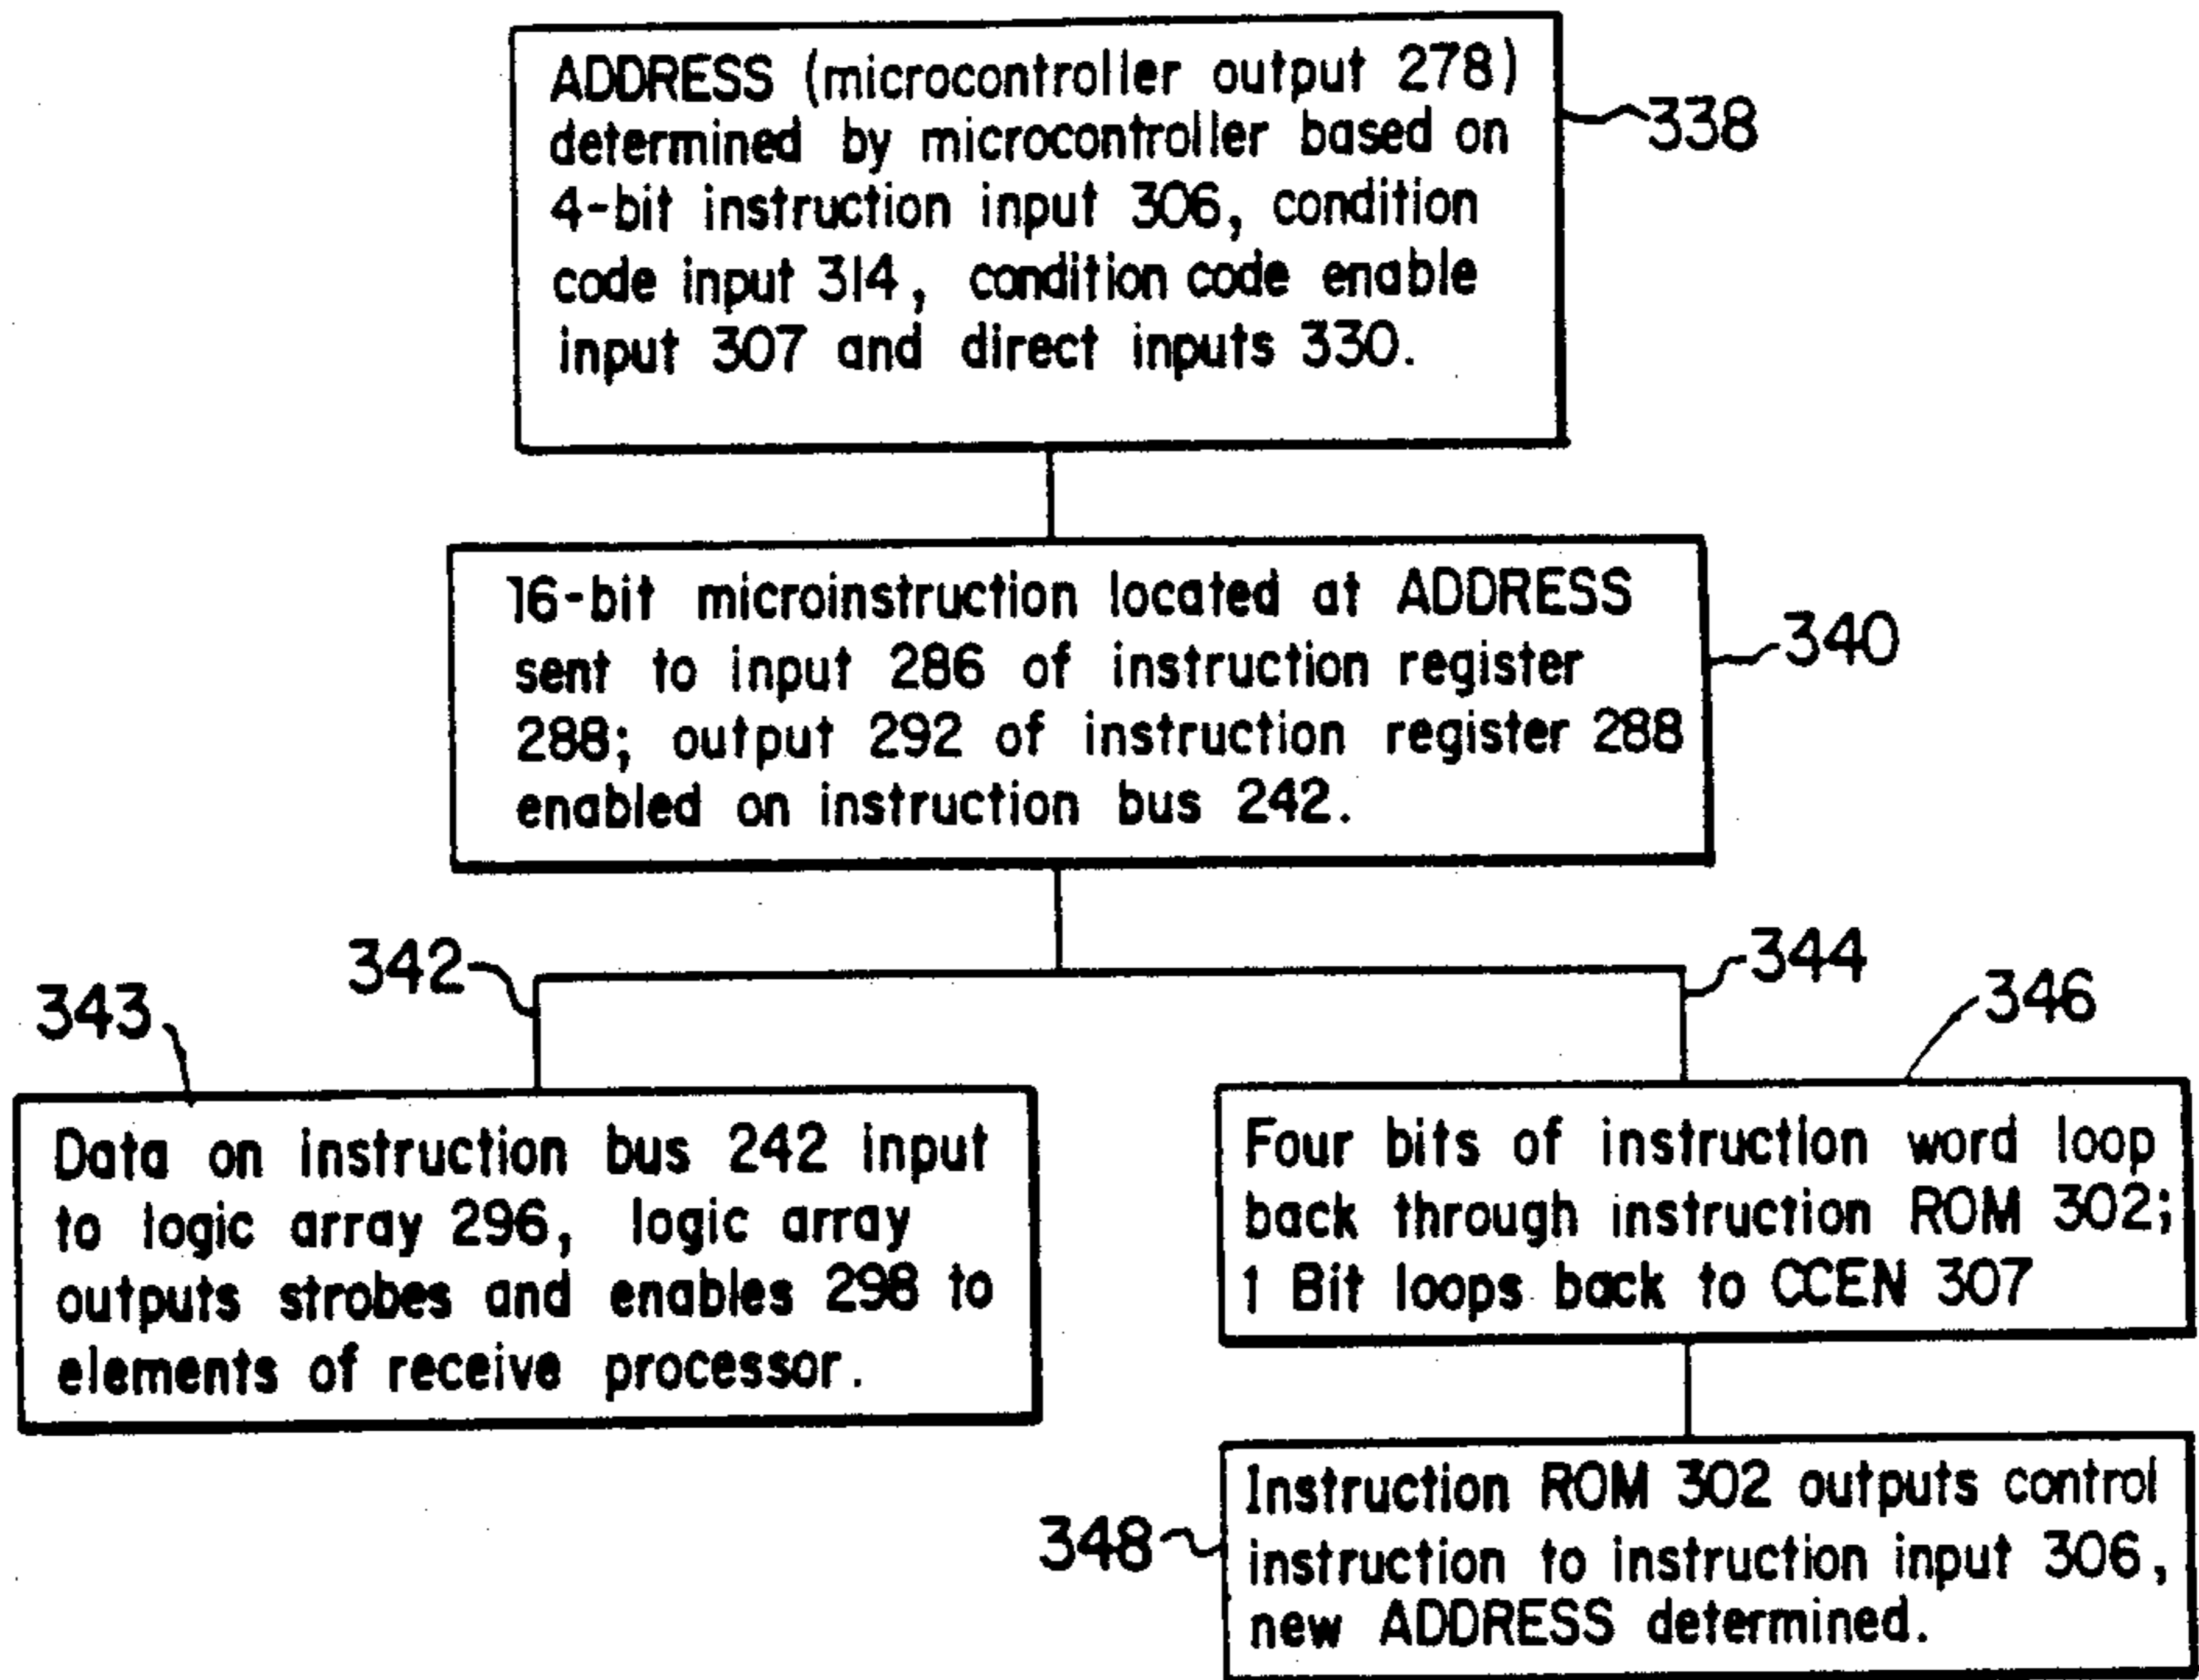 ADDRESS (microcontroller output 278)
determined by microcontroller based on
4-bit instruction input 306, condition
code input 314, condition code enable
input 307 and direct inputs 330.
338
16-bit microinstruction located at ADDRESS
sent to input 286 of instruction register
288; output 292 of instruction register 288
enabled on instruction bus 242.
340
342
344
343
346
Data on instruction bus 242 input
to logic array 296, logic array
outputs strobes and enables 298 to
elements of receive processor.
Four bits of instruction word loop
back through instruction ROM 302;
1 Bit loops back to CCEN 307
348
Instruction ROM 302 outputs control
instruction to instruction input 306,
new ADDRESS determined.